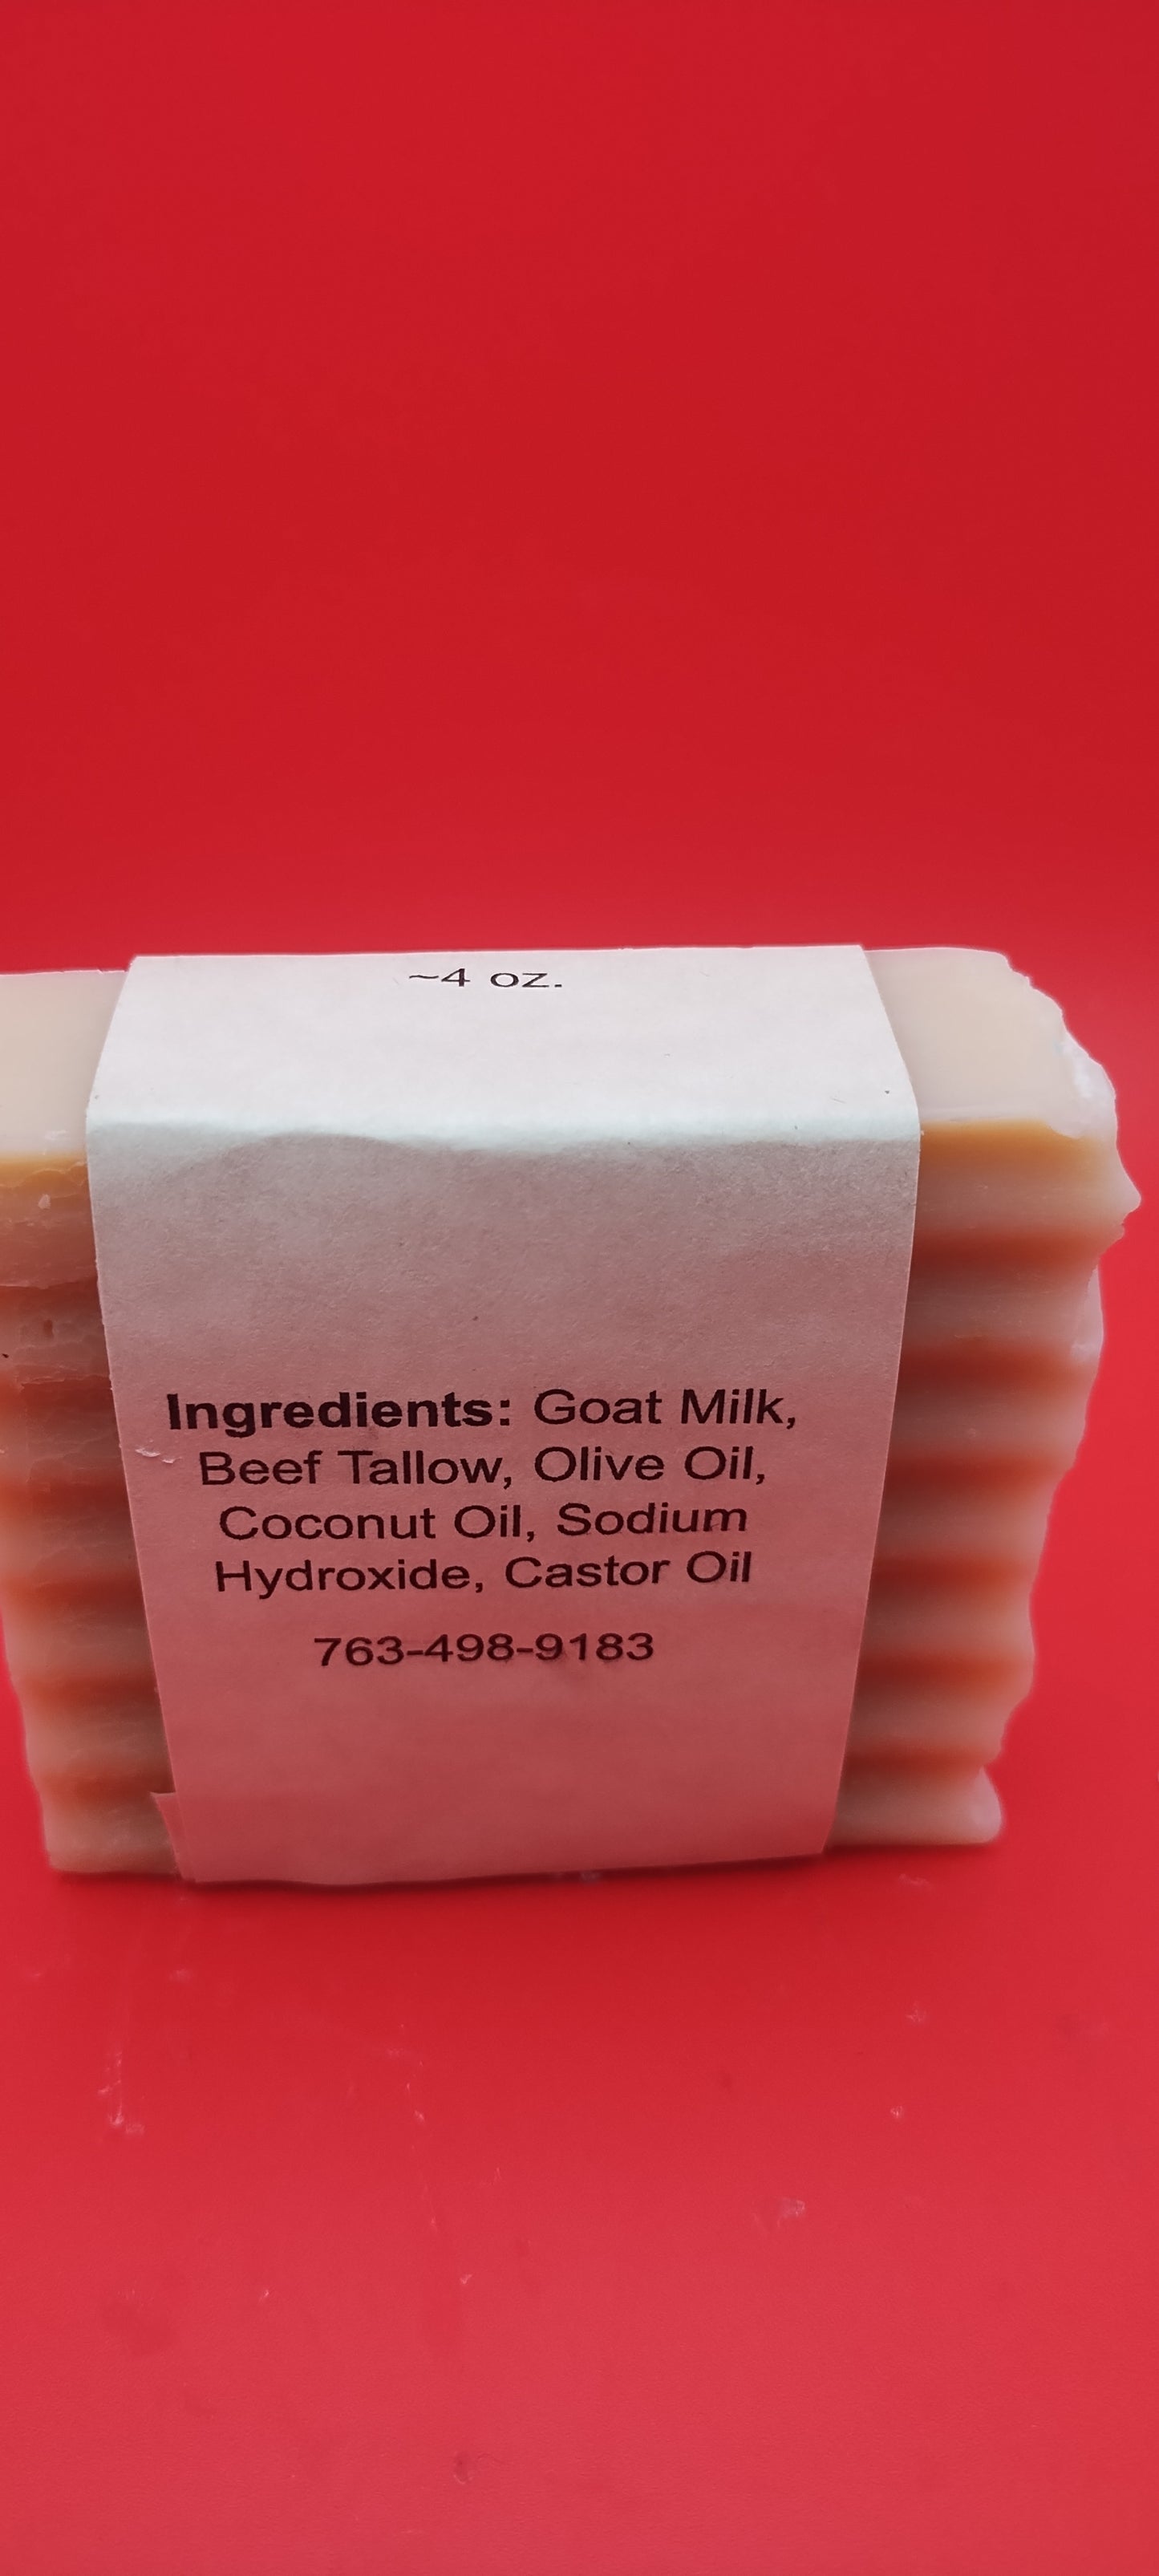 ~4 oz.
Ingredients: Goat Milk,
Beef Tallow, Olive Oil,
Coconut Oil, Sodium
Hydroxide, Castor Oil
763-498-9183